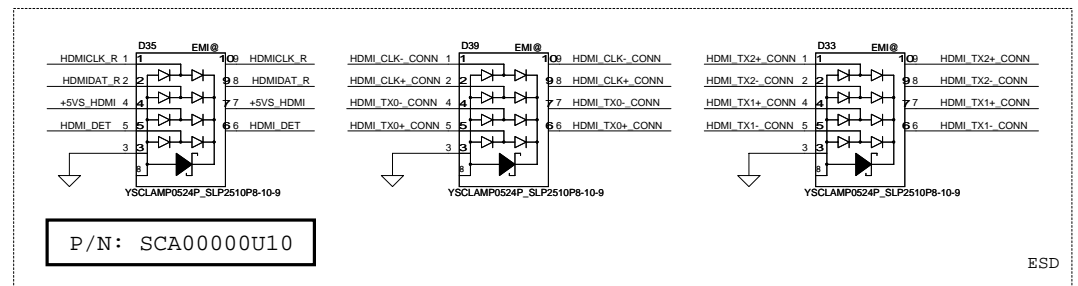 D35 EMI@
HDMICLK_R 1 1 10 9 HDMICLK_R
HDMIDAT_R 2 2 9 8 HDMIDAT_R
+5VS_HDMI 4 4 7 7 +5VS_HDMI
HDMI_DET 5 5 6 6 HDMI_DET
3 3
8
YSCLAMP0524P_SLP2510P8-10-9
D39 EMI@
HDMI_CLK-_CONN 1 1 10 9 HDMI_CLK-_CONN
HDMI_CLK+_CONN 2 2 9 8 HDMI_CLK+_CONN
HDMI_TX0-_CONN 4 4 7 7 HDMI_TX0-_CONN
HDMI_TX0+_CONN 5 5 6 6 HDMI_TX0+_CONN
3 3
8
YSCLAMP0524P_SLP2510P8-10-9
D33 EMI@
HDMI_TX2+_CONN 1 1 10 9 HDMI_TX2+_CONN
HDMI_TX2-_CONN 2 2 9 8 HDMI_TX2-_CONN
HDMI_TX1+_CONN 4 4 7 7 HDMI_TX1+_CONN
HDMI_TX1-_CONN 5 5 6 6 HDMI_TX1-_CONN
3 3
8
YSCLAMP0524P_SLP2510P8-10-9
P/N: SCA00000U10
ESD